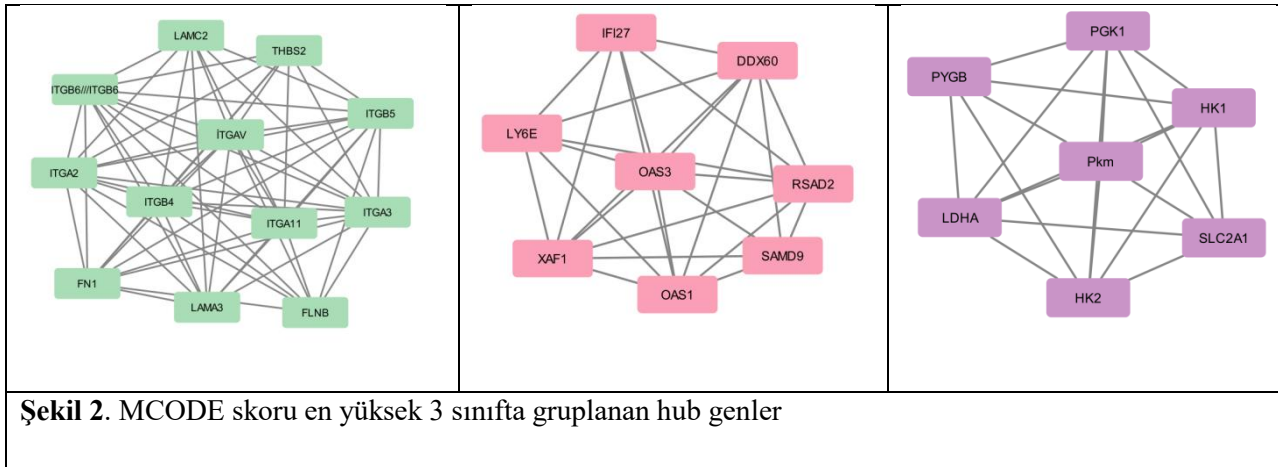 LAMC2
THBS2
ITGB6///ITGB6
ITGB5
İTGAV
ITGA2
ITGB4
ITGA11
ITGA3
FN1
LAMA3
FLNB
IFI27
DDX60
LY6E
OAS3
RSAD2
XAF1
SAMD9
OAS1
PGK1
PYGB
HK1
Pkm
LDHA
SLC2A1
HK2
Şekil 2. MCODE skoru en yüksek 3 sınıfta gruplanan hub genler